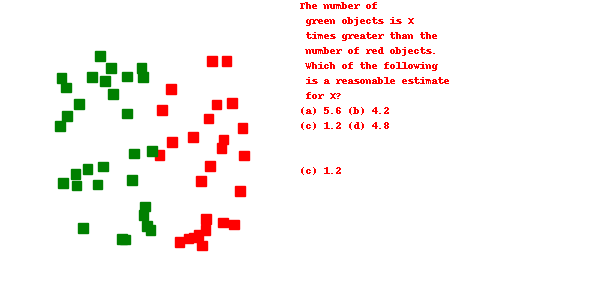 The number of
green objects is X
times greater than the
number of red objects.
Which of the following
is a reasonable estimate
for X?
(a) 5.6 (b) 4.2
(c) 1.2 (d) 4.8
(c) 1.2